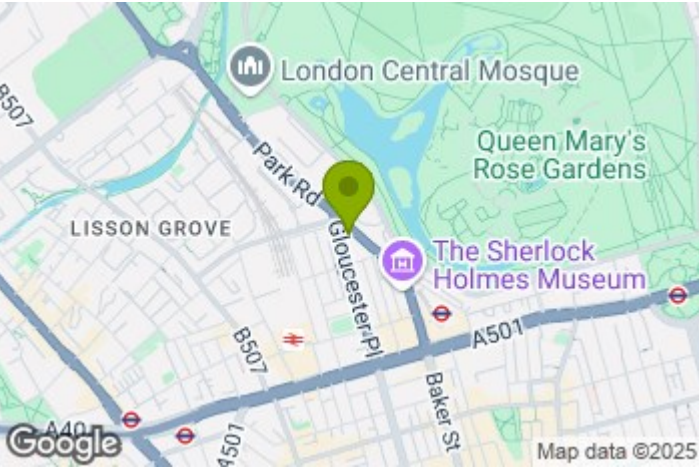 London Central Mosque
B507
Queen Mary's
Rose Gardens
Park Rd
LISSON GROVE
Gloucester Pl
The Sherlock
Holmes Museum
A501
B507
Baker St
A40
A501
Google
Map data ©2025